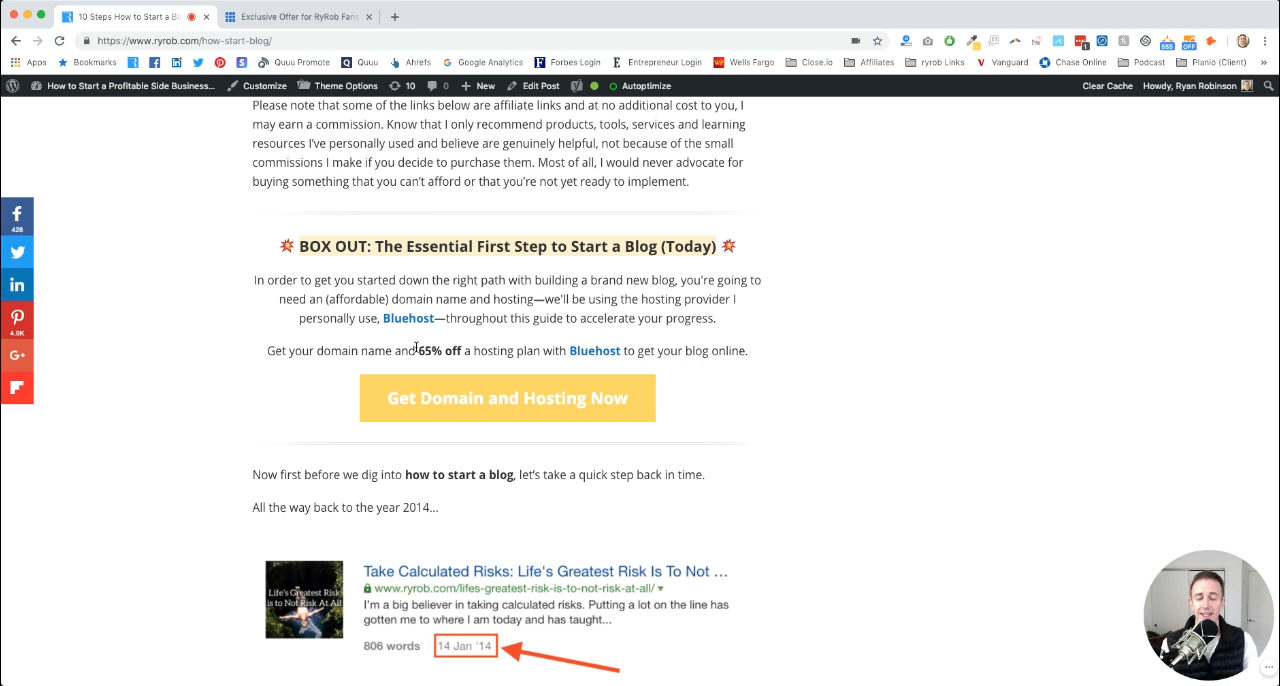 10 Steps How to Start a Bl
Exclusive Offer for RyRob Fans
https://www.ryrob.com/how-start-blog/
1
555
OFF
Apps
Bookmarks
Quuu Promote
Quuu
Ahrefs
Google Analytics
Forbes Login
Entrepreneur Login
Wells Fargo
Close.io
Affiliates
ryrob Links
Vanguard
Chase Online
Podcast
Planio (Client)
How to Start a Profitable Side Business...
Customize
Theme Options
10
0
New
Edit Post
Autoptimize
Clear Cache
Howdy, Ryan Robinson
Please note that some of the links below are affiliate links and at no additional cost to you, I
may earn a commission. Know that I only recommend products, tools, services and learning
resources I've personally used and believe are genuinely helpful, not because of the small
commissions I make if you decide to purchase them. Most of all, I would never advocate for
buying something that you can't afford or that you're not yet ready to implement.
428
4.9K
G+
BOX OUT: The Essential First Step to Start a Blog (Today)
In order to get you started down the right path with building a brand new blog, you're going to
need an (affordable) domain name and hosting—we'll be using the hosting provider I
personally use, Bluehost—throughout this guide to accelerate your progress.
Get your domain name and 65% off a hosting plan with Bluehost to get your blog online.
Get Domain and Hosting Now
Now first before we dig into how to start a blog, let's take a quick step back in time.
All the way back to the year 2014...
Life's Greatest Risk
is to Not Risk At All
Take Calculated Risks: Life's Greatest Risk Is To Not ...
www.ryrob.com/lifes-greatest-risk-is-to-not-risk-at-all/
I'm a big believer in taking calculated risks. Putting a lot on the line has
gotten me to where I am today and has taught...
806 words
14 Jan '14